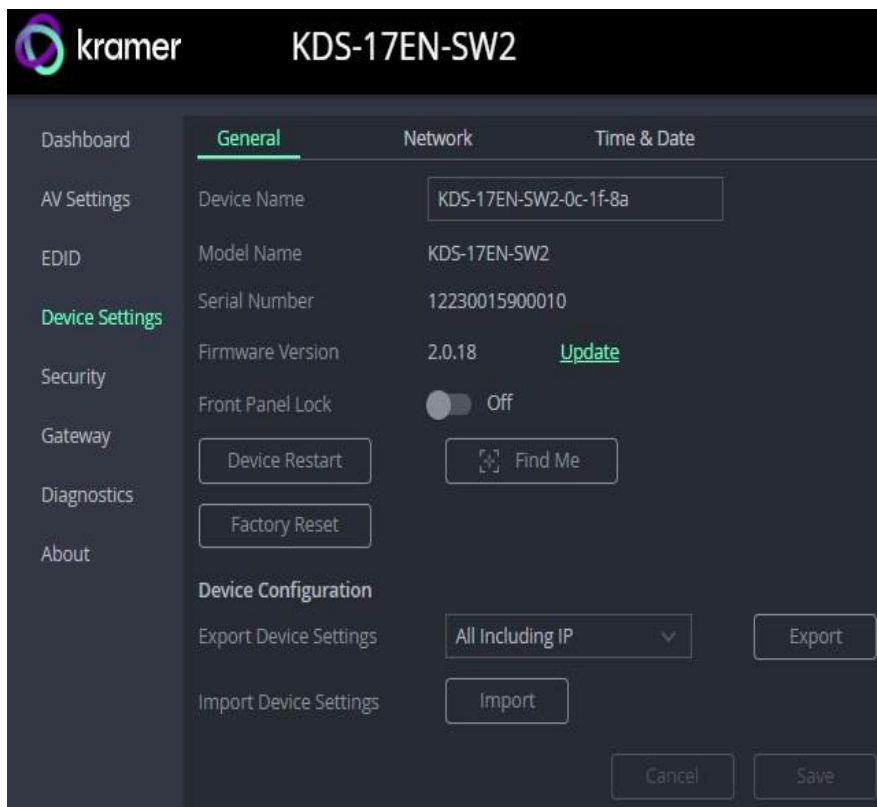 kramer KDS-17EN-SW2
Dashboard
AV Settings
EDID
Device Settings
Security
Gateway
Diagnostics
About
General Network Time & Date
Device Name KDS-17EN-SW2-0c-1f-8a
Model Name KDS-17EN-SW2
Serial Number 12230015900010
Firmware Version 2.0.18 Update
Front Panel Lock Off
Device Restart Find Me
Factory Reset
Device Configuration
Export Device Settings All Including IP Export
Import Device Settings Import
Cancel Save